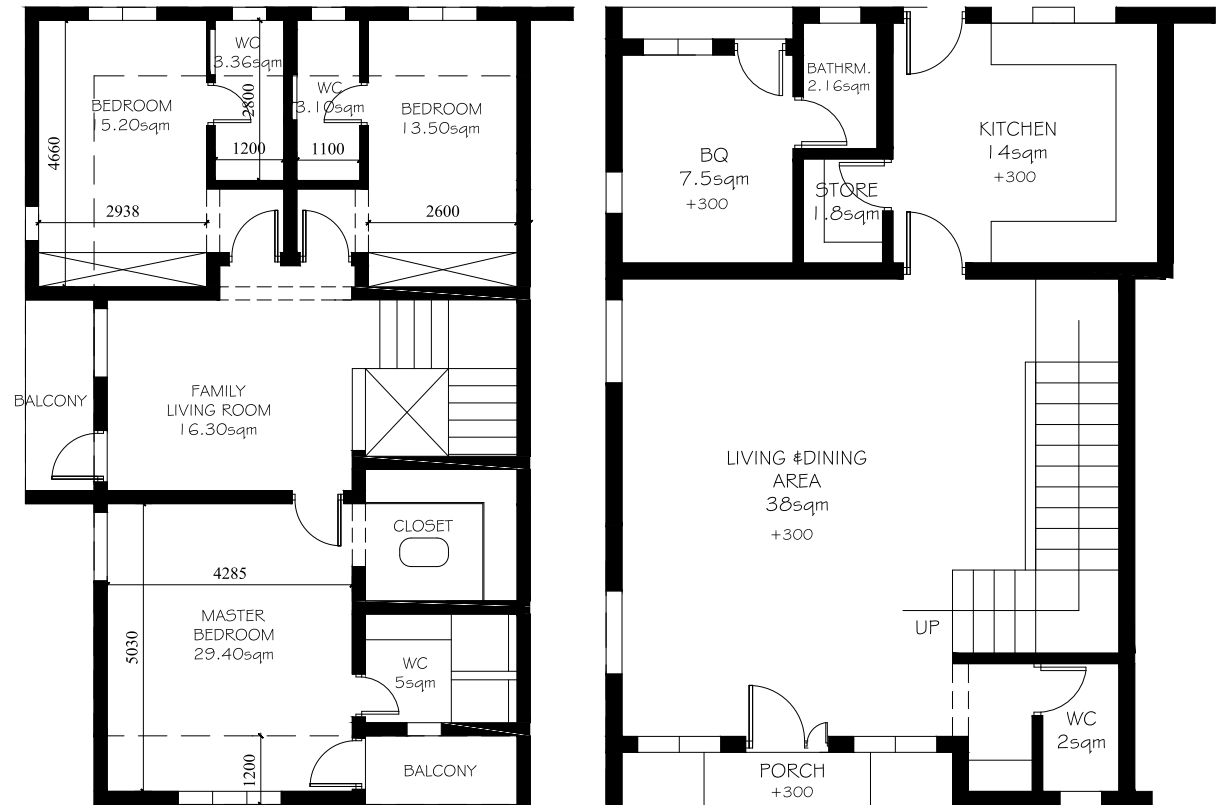 WC
3.36sqm
2800
WC
3.10sqm
BEDROOM
15.20sqm
BEDROOM
13.50sqm
4660
1200
1100
2938
2600
BALCONY
FAMILY
LIVING ROOM
16.30sqm
CLOSET
4285
5030
MASTER
BEDROOM
29.40sqm
WC
5sqm
1200
BALCONY
BATHRM.
2.16sqm
KITCHEN
14sqm
+300
BQ
7.5sqm
+300
STORE
1.8sqm
LIVING &DINING
AREA
38sqm
+300
UP
WC
2sqm
PORCH
+300